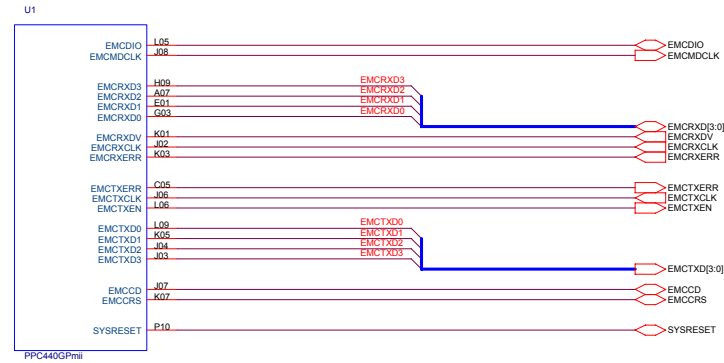 U1
EMCDIO L05 EMCDIO
EMCMDCLK J08 EMCMDCLK
EMCRXD3 H09 EMCRXD3
EMCRXD2 A07 EMCRXD2
EMCRXD1 E01 EMCRXD1
EMCRXD0 G03 EMCRXD0
EMCRXD[3:0]
EMCRXDV K01 EMCRXDV
EMCRXCLK J02 EMCRXCLK
EMCRXERR K03 EMCRXERR
EMCTXERR C05 EMCTXERR
EMCTXCLK J06 EMCTXCLK
EMCTXEN L06 EMCTXEN
EMCTXD0 L09 EMCTXD0
EMCTXD1 K05 EMCTXD1
EMCTXD2 J04 EMCTXD2
EMCTXD3 J03 EMCTXD3
EMCTXD[3:0]
EMCCD J07 EMCCD
EMCCRS K07 EMCCRS
SYSRESET P10 SYSRESET
PPC440GPmii